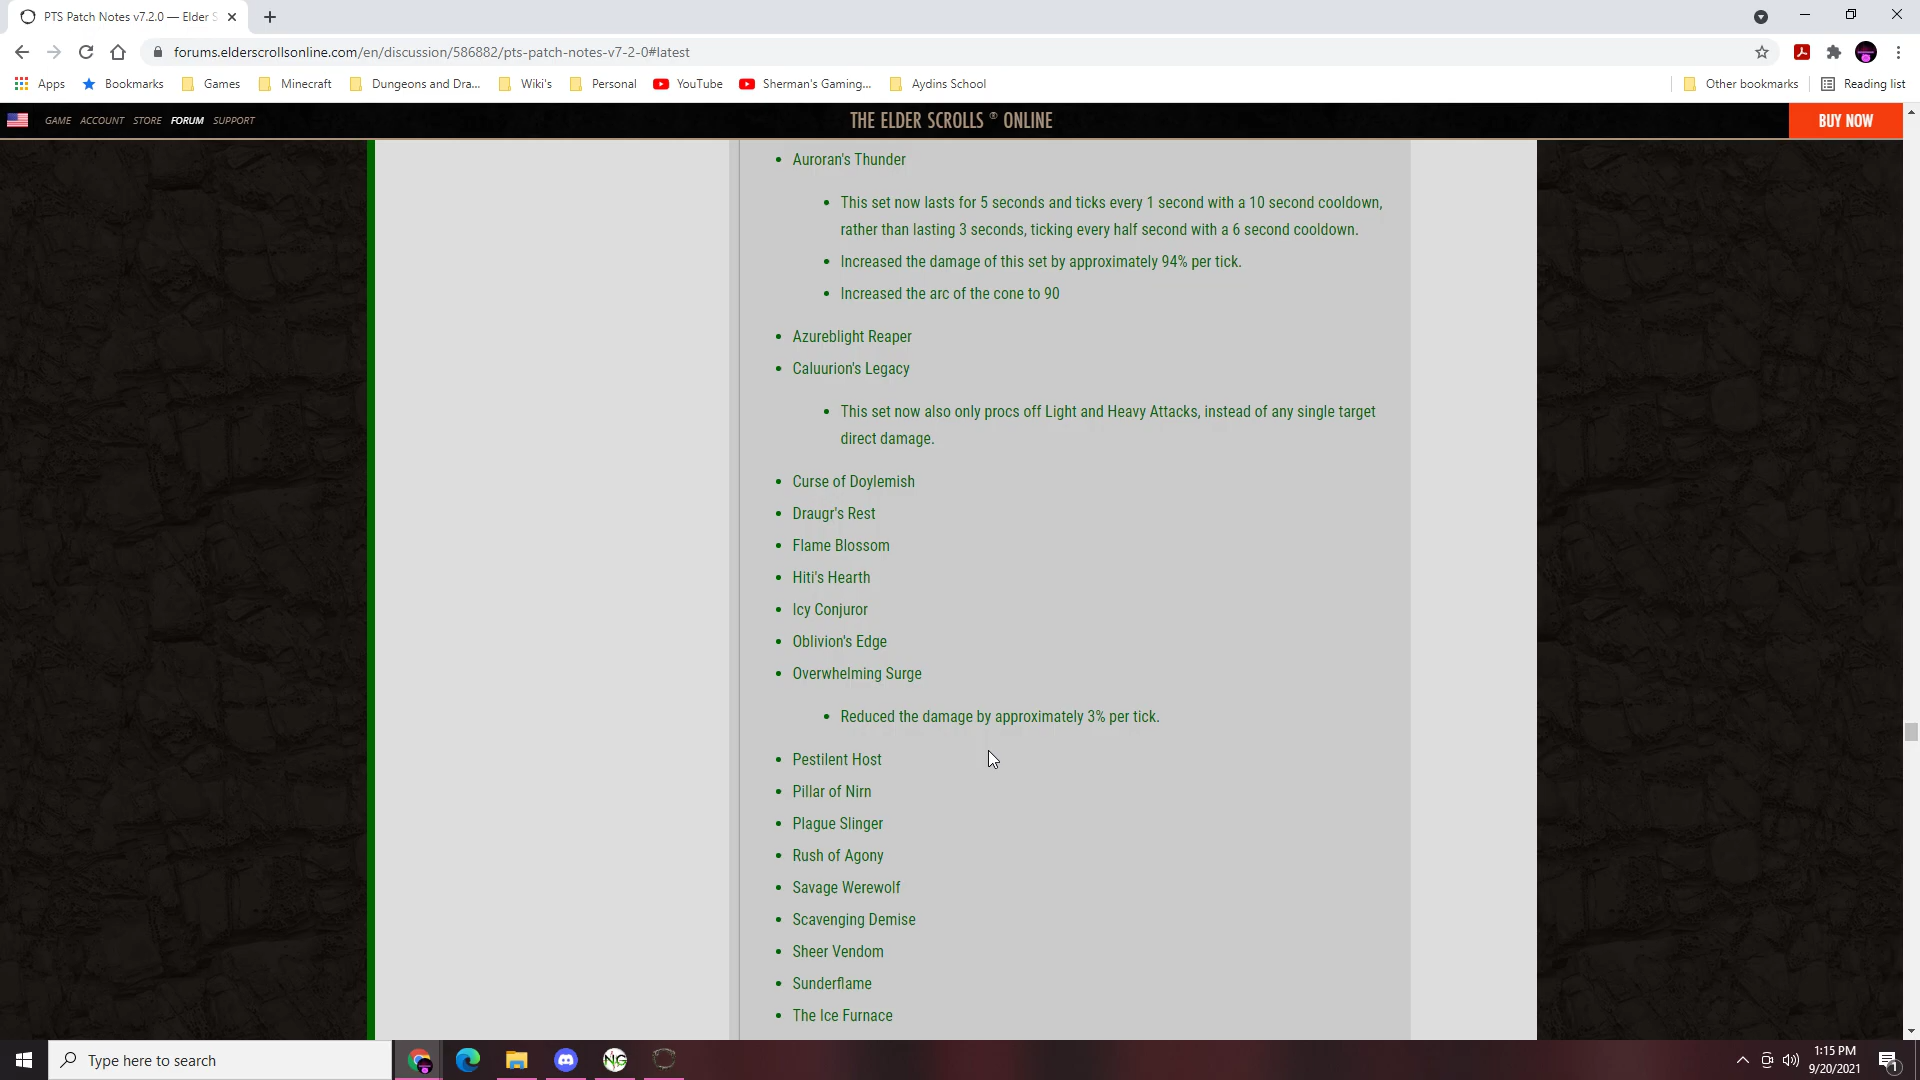 PTS Patch Notes v7.2.0 — Elder S
forums.elderscrollsonline.com/en/discussion/586882/pts-patch-notes-v7-2-0#latest
Apps Bookmarks Games Minecraft Dungeons and Dra... Wiki's Personal YouTube Sherman's Gaming... Aydins School Other bookmarks Reading list
GAME ACCOUNT STORE FORUM SUPPORT THE ELDER SCROLLS ® ONLINE BUY NOW
Auroran's Thunder
This set now lasts for 5 seconds and ticks every 1 second with a 10 second cooldown,
rather than lasting 3 seconds, ticking every half second with a 6 second cooldown.
Increased the damage of this set by approximately 94% per tick.
Increased the arc of the cone to 90
Azureblight Reaper
Caluurion's Legacy
This set now also only procs off Light and Heavy Attacks, instead of any single target
direct damage.
Curse of Doylemish
Draugr's Rest
Flame Blossom
Hiti's Hearth
Icy Conjuror
Oblivion's Edge
Overwhelming Surge
Reduced the damage by approximately 3% per tick.
Pestilent Host
Pillar of Nirn
Plague Slinger
Rush of Agony
Savage Werewolf
Scavenging Demise
Sheer Vendom
Sunderflame
The Ice Furnace
Type here to search
NG
1:15 PM
9/20/2021
1